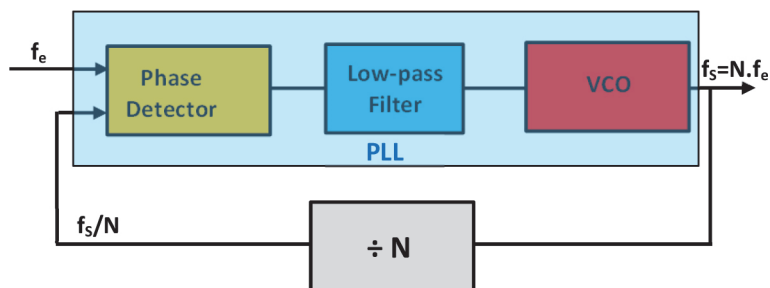 fₑ
Phase
Detector
Low-pass
Filter
VCO
fₛ=N.fₑ
PLL
fₛ/N
÷ N